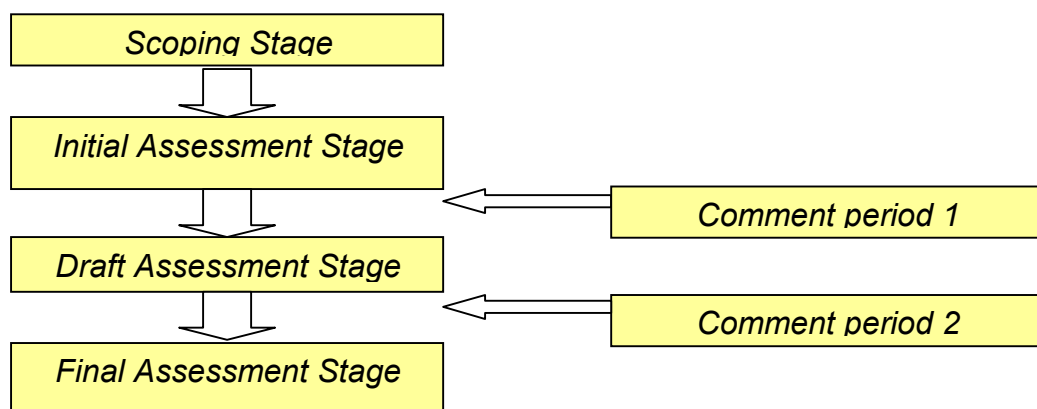 Scoping Stage
Initial Assessment Stage
Comment period 1
Draft Assessment Stage
Comment period 2
Final Assessment Stage